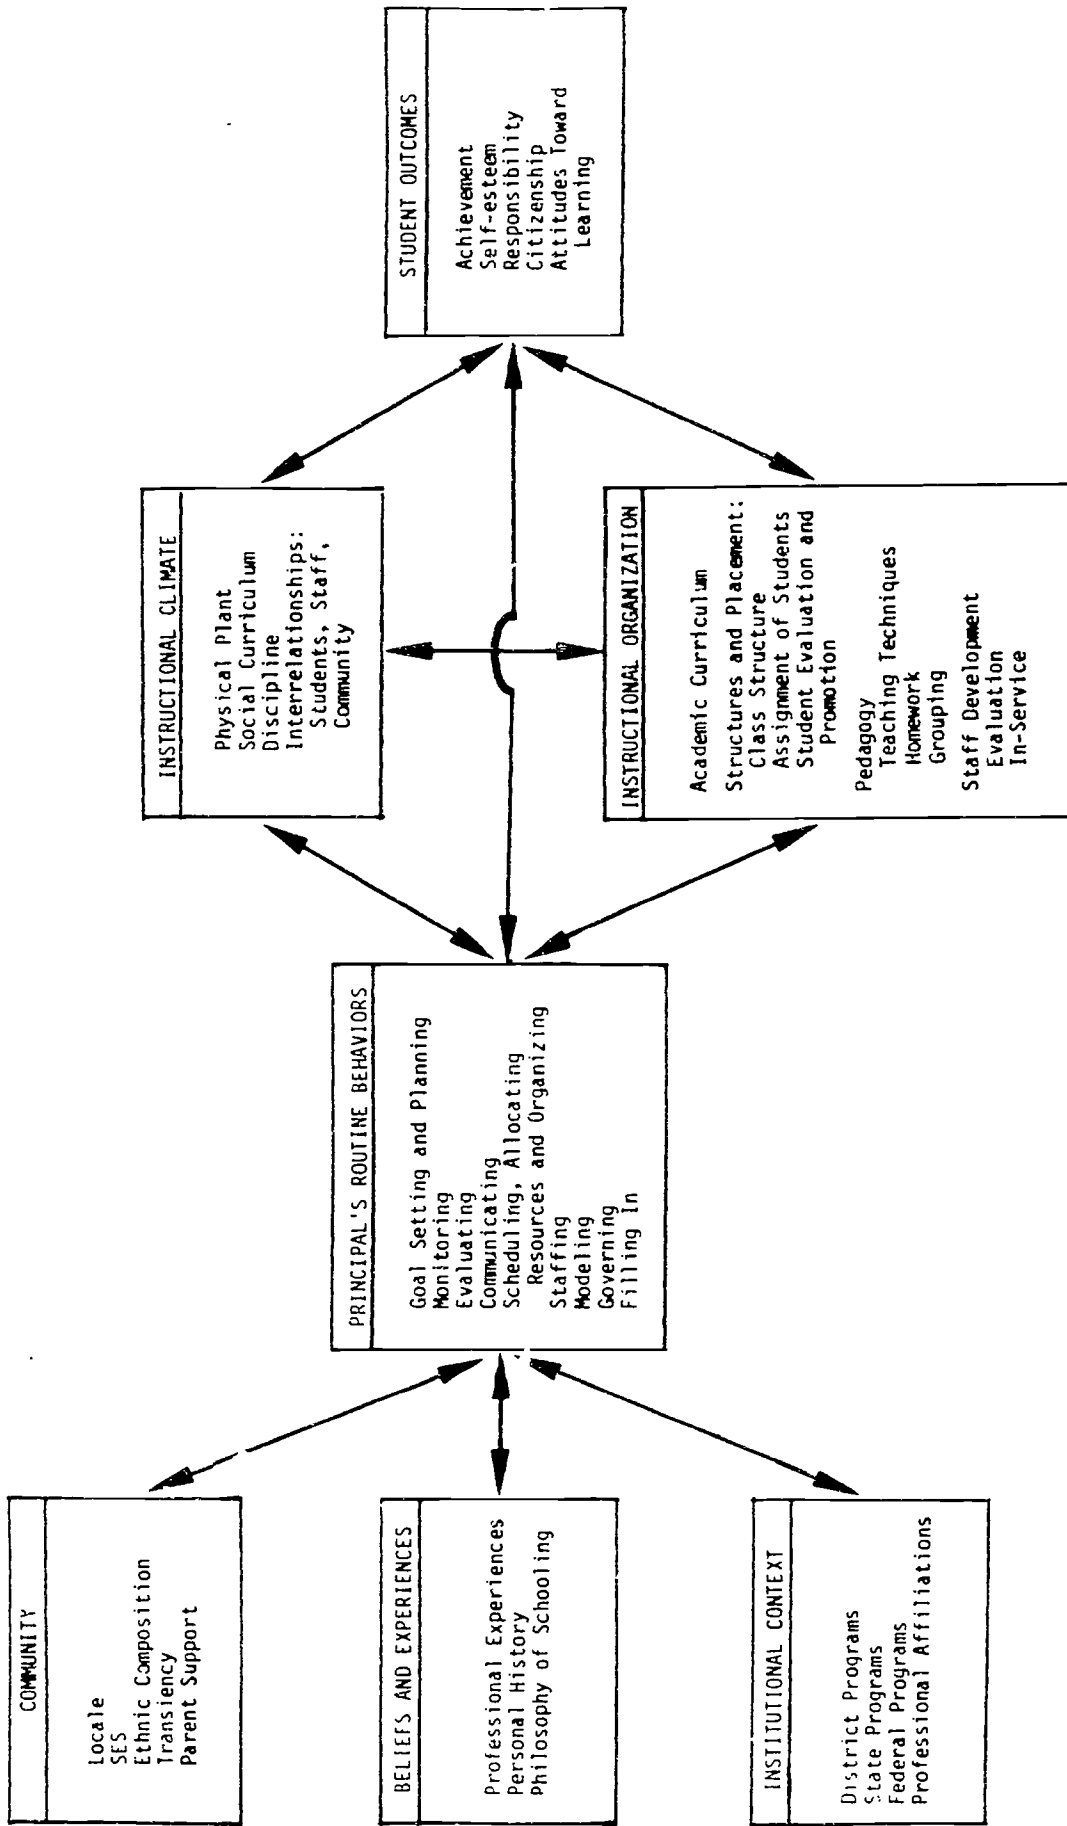 COMMUNITY
Locale
SES
Ethnic Composition
Transiency
Parent Support
BELIEFS AND EXPERIENCES
Professional Experiences
Personal History
Philosophy of Schooling
INSTITUTIONAL CONTEXT
District Programs
State Programs
Federal Programs
Professional Affiliations
PRINCIPAL'S ROUTINE BEHAVIORS
Goal Setting and Planning
Monitoring
Evaluating
Communicating
Scheduling, Allocating
Resources and Organizing
Staffing
Modeling
Governing
Filling In
INSTRUCTIONAL CLIMATE
Physical Plant
Social Curriculum
Discipline
Interrelationships:
Students, Staff,
Community
INSTRUCTIONAL ORGANIZATION
Academic Curriculum
Structures and Placement:
Class Structure
Assignment of Students
Student Evaluation and
Promotion
Pedagogy
Teaching Techniques
Homework
Grouping
Staff Development
Evaluation
In-Service
STUDENT OUTCOMES
Achievement
Self-esteem
Responsibility
Citizenship
Attitudes Toward
Learning